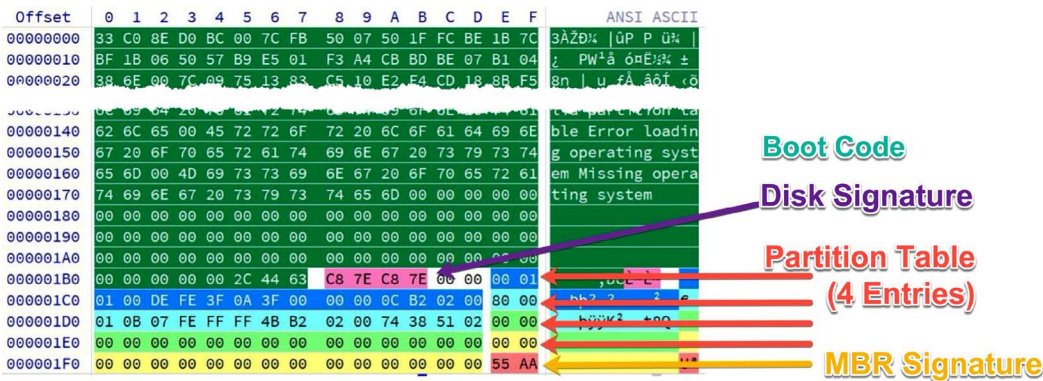 Offset 0 1 2 3 4 5 6 7 8 9 A B C D E F ANSI ASCII
00000000 33 C0 8E D0 BC 00 7C FB 50 07 50 1F FC BE 1B 7C 3ÀŽÐ¼ |ûP P ü¾ |
00000010 BF 1B 06 50 57 B9 E5 01 F3 A4 CB BD BE 07 B1 04 ¿ PW¹å ó¤Ë½¾ ±
00000020 38 6E 00 7C 09 75 13 83 C5 10 E2 F4 CD 18 8B F5 8n | u fÅ âôÍ ‹õ
00000140 62 6C 65 00 45 72 72 6F 72 20 6C 6F 61 64 69 6E ble Error loadin
00000150 67 20 6F 70 65 72 61 74 69 6E 67 20 73 79 73 74 g operating syst
00000160 65 6D 00 4D 69 73 73 69 6E 67 20 6F 70 65 72 61 em Missing opera
00000170 74 69 6E 67 20 73 79 73 74 65 6D 00 00 00 00 00 ting system
00000180 00 00 00 00 00 00 00 00 00 00 00 00 00 00 00 00
00000190 00 00 00 00 00 00 00 00 00 00 00 00 00 00 00 00
000001A0 00 00 00 00 00 00 00 00 00 00 00 00 00 00 00 00
000001B0 00 00 00 00 00 2C 44 63 C8 7E C8 7E 00 00 00 01
000001C0 01 00 DE FE 3F 0A 3F 00 00 00 0C B2 02 00 80 00
000001D0 01 0B 07 FE FF FF 4B B2 02 00 74 38 51 02 00 00
000001E0 00 00 00 00 00 00 00 00 00 00 00 00 00 00 00 00
000001F0 00 00 00 00 00 00 00 00 00 00 00 00 00 00 55 AA Uª
Boot Code
Disk Signature
Partition Table
(4 Entries)
MBR Signature